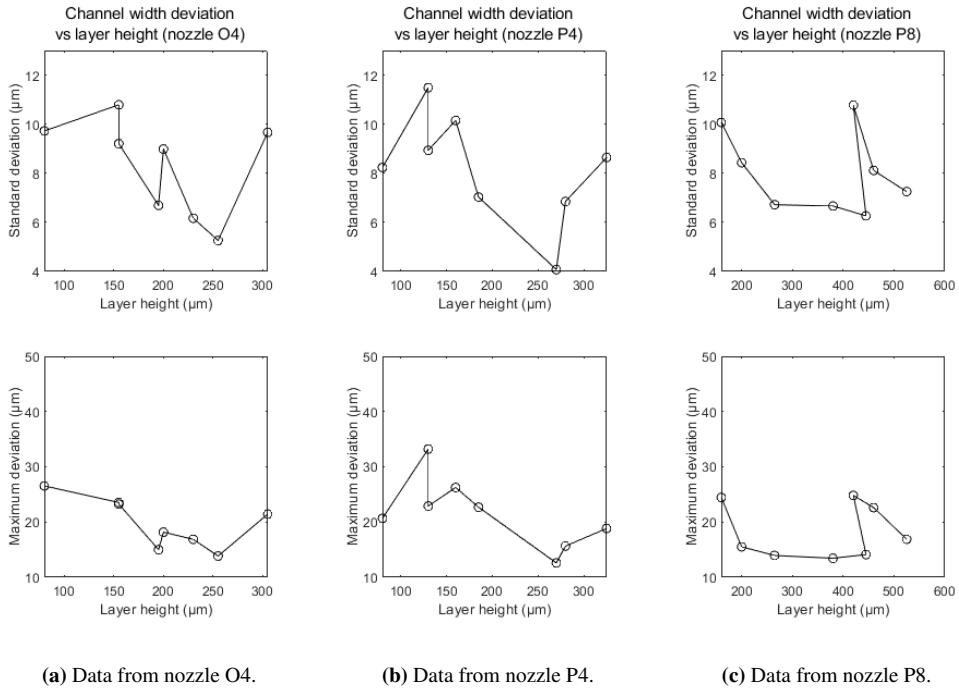 Channel width deviation
vs layer height (nozzle O4)
Standard deviation (µm)
12
10
8
6
4
100
150
200
250
300
Layer height (µm)
Channel width deviation
vs layer height (nozzle P4)
Standard deviation (µm)
12
10
8
6
4
100
150
200
250
300
Layer height (µm)
Channel width deviation
vs layer height (nozzle P8)
Standard deviation (µm)
12
10
8
6
4
200
300
400
500
600
Layer height (µm)
Maximum deviation (µm)
50
40
30
20
10
100
150
200
250
300
Layer height (µm)
Maximum deviation (µm)
50
40
30
20
10
100
150
200
250
300
Layer height (µm)
Maximum deviation (µm)
50
40
30
20
10
200
300
400
500
600
Layer height (µm)
(a) Data from nozzle O4.
(b) Data from nozzle P4.
(c) Data from nozzle P8.